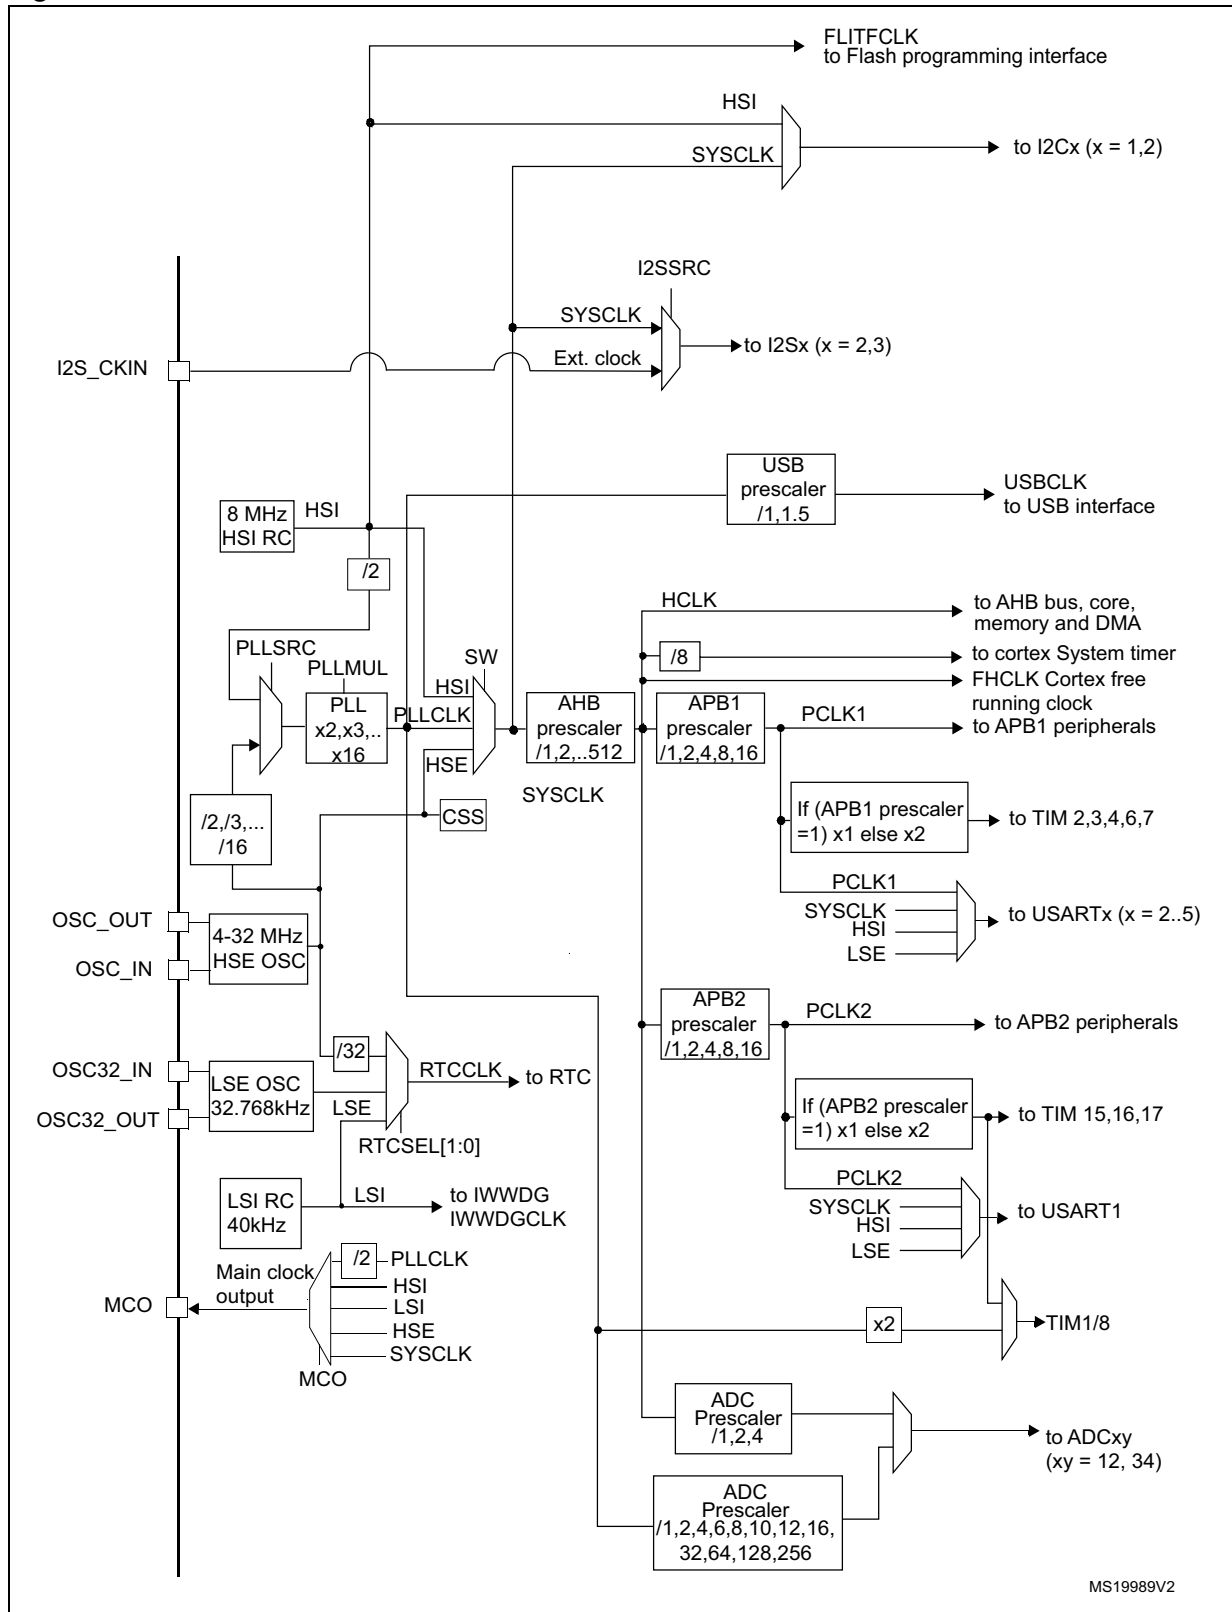 FLITFCLK
to Flash programming interface
HSI
SYSCLK
to I2Cx (x = 1,2)
I2SSRC
SYSCLK
to I2Sx (x = 2,3)
Ext. clock
I2S_CKIN
USB
prescaler
/1,1.5
USBCLK
to USB interface
8 MHz
HSI RC
HSI
/2
HCLK
to AHB bus, core,
memory and DMA
/8
to cortex System timer
FHCLK Cortex free
running clock
PLLSRC
PLLMUL
PLL
x2,x3,..
x16
PLLCLK
SW
HSI
HSE
AHB
prescaler
/1,2,..512
APB1
prescaler
/1,2,4,8,16
PCLK1
to APB1 peripherals
SYSCLK
CSS
/2,/3,...
/16
If (APB1 prescaler
=1) x1 else x2
to TIM 2,3,4,6,7
PCLK1
SYSCLK
HSI
LSE
to USARTx (x = 2..5)
OSC_OUT
OSC_IN
4-32 MHz
HSE OSC
APB2
prescaler
/1,2,4,8,16
PCLK2
to APB2 peripherals
/32
OSC32_IN
OSC32_OUT
LSE OSC
32.768kHz
LSE
RTCCLK
to RTC
RTCSEL[1:0]
If (APB2 prescaler
=1) x1 else x2
to TIM 15,16,17
LSI RC
40kHz
LSI
to IWWDG
IWWDGCLK
PCLK2
SYSCLK
HSI
LSE
to USART1
MCO
Main clock
output
/2
PLLCLK
HSI
LSI
HSE
SYSCLK
MCO
x2
TIM1/8
ADC
Prescaler
/1,2,4
to ADCxy
(xy = 12, 34)
ADC
Prescaler
/1,2,4,6,8,10,12,16,
32,64,128,256
MS19989V2